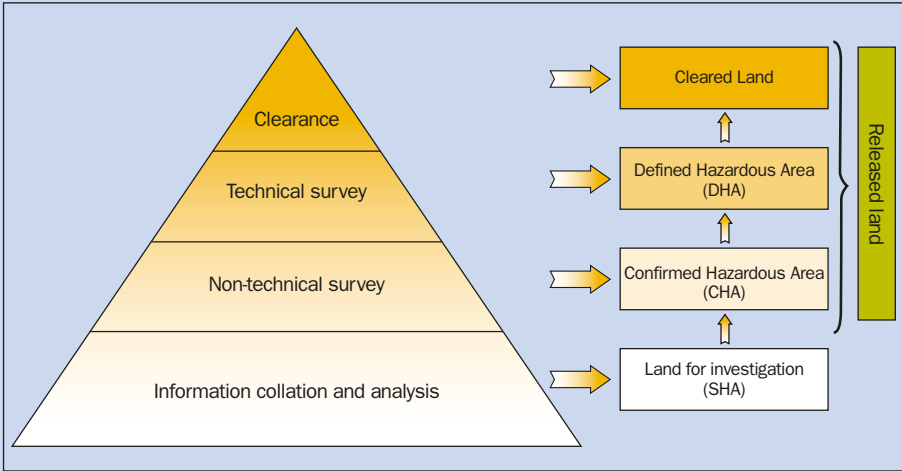 Clearance
Technical survey
Non-technical survey
Information collation and analysis
Cleared Land
Defined Hazardous Area
(DHA)
Confirmed Hazardous Area
(CHA)
Land for investigation
(SHA)
Released land